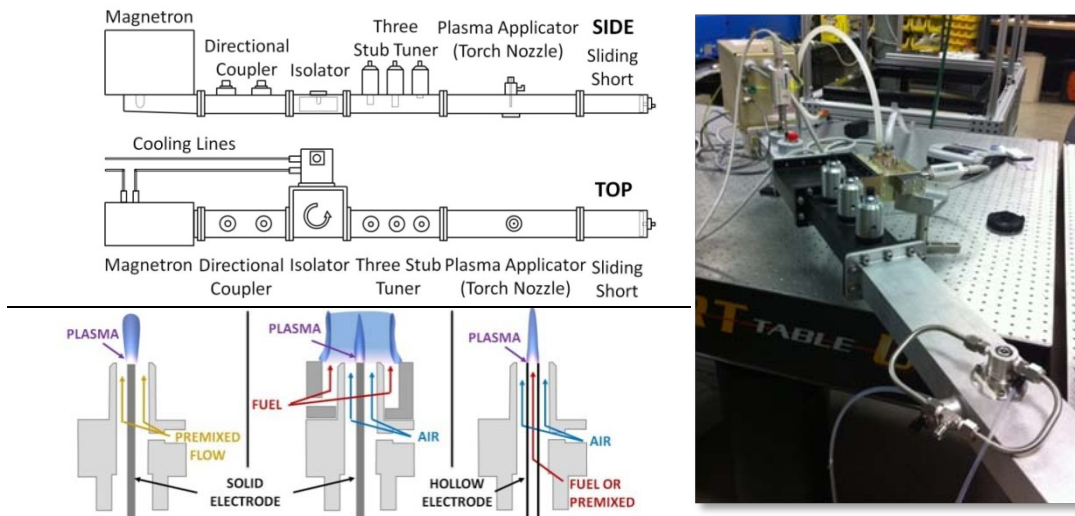 Magnetron
Directional
Coupler
Isolator
Three
Stub Tuner
Plasma Applicator
(Torch Nozzle)
SIDE
Sliding
Short
Cooling Lines
TOP
Magnetron
Directional
Coupler
Isolator
Three Stub
Tuner
Plasma Applicator
(Torch Nozzle)
Sliding
Short
PLASMA
PREMIXED
FLOW
SOLID
ELECTRODE
PLASMA
FUEL
AIR
HOLLOW
ELECTRODE
PLASMA
AIR
FUEL OR
PREMIXED
RT TABLE